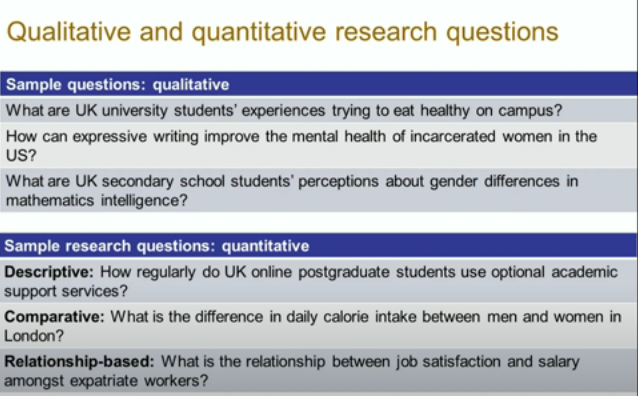 Qualitative and quantitative research questions
Sample questions: qualitative
What are UK university students' experiences trying to eat healthy on campus?
How can expressive writing improve the mental health of incarcerated women in the
US?
What are UK secondary school students' perceptions about gender differences in
mathematics intelligence?
Sample research questions: quantitative
Descriptive: How regularly do UK online postgraduate students use optional academic
support services?
Comparative: What is the difference in daily calorie intake between men and women in
London?
Relationship-based: What is the relationship between job satisfaction and salary
amongst expatriate workers?